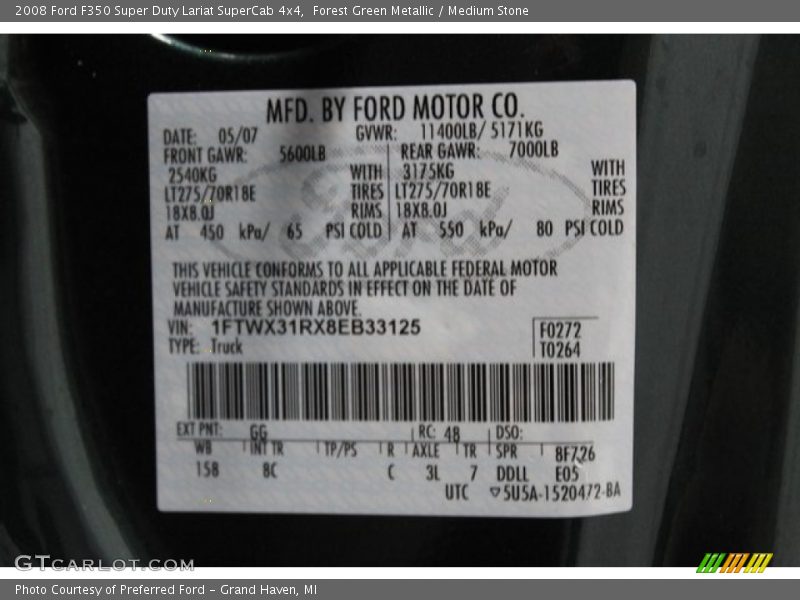 2008 Ford F350 Super Duty Lariat SuperCab 4x4, Forest Green Metallic / Medium Stone
MFD. BY FORD MOTOR CO.
DATE: 05/07 GVWR: 11400LB/ 5171KG
FRONT GAWR: 5600LB REAR GAWR: 7000LB
2540KG WITH 3175KG WITH
LT275/70R18E TIRES LT275/70R18E TIRES
18X8.0J RIMS 18X8.0J RIMS
AT 450 kPa/ 65 PSI COLD AT 550 kPa/ 80 PSI COLD
THIS VEHICLE CONFORMS TO ALL APPLICABLE FEDERAL MOTOR
VEHICLE SAFETY STANDARDS IN EFFECT ON THE DATE OF
MANUFACTURE SHOWN ABOVE.
VIN: 1FTWX31RX8EB33125 F0272
TYPE: Truck T0264
EXT PNT: GG RC: 48 DSO:
WB INT TR TP/PS R AXLE TR SPR 8F726
158 8C C 3L 7 DDLL E05
UTC ▽5U5A-1520472-BA
GTCarLot.com
Photo Courtesy of Preferred Ford - Grand Haven, MI